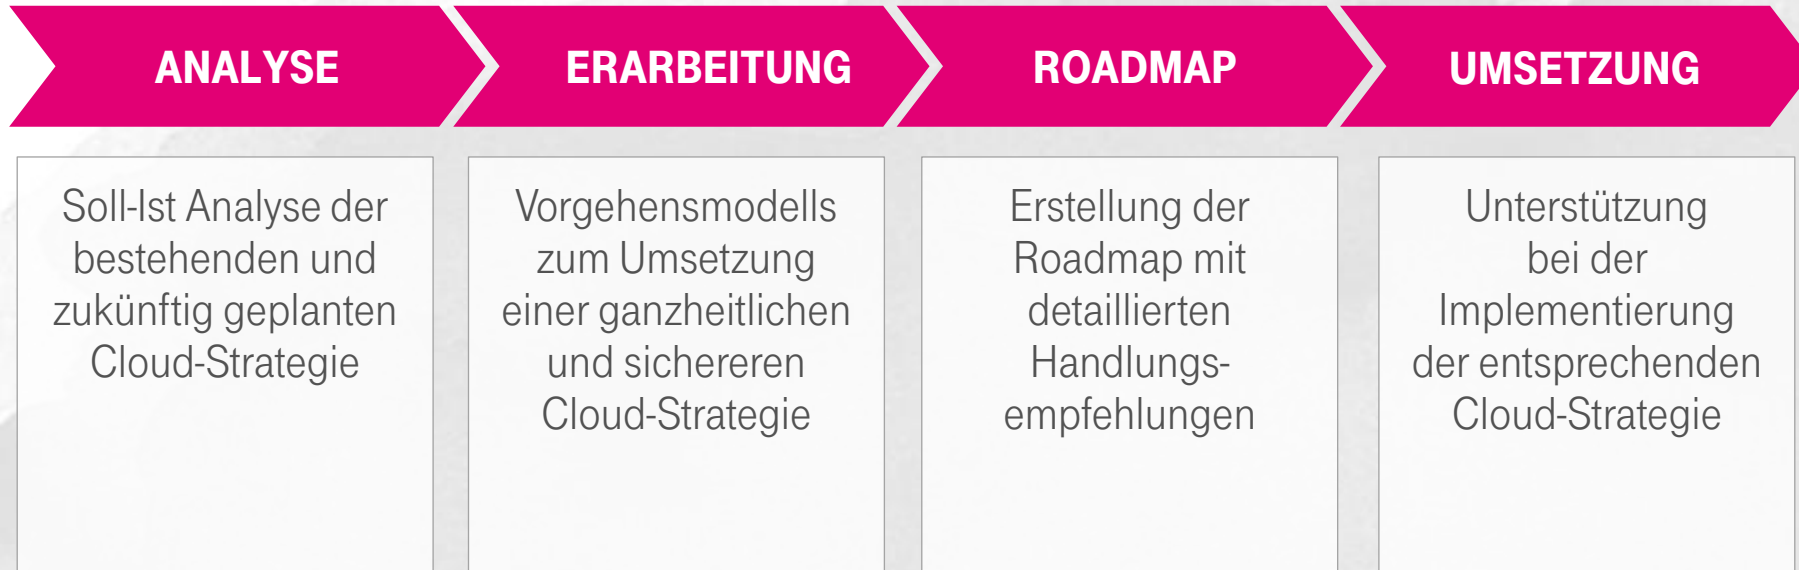 ANALYSE
ERARBEITUNG
ROADMAP
UMSETZUNG
Soll-Ist Analyse der
bestehenden und
zukünftig geplanten
Cloud-Strategie
Vorgehensmodells
zum Umsetzung
einer ganzheitlichen
und sichereren
Cloud-Strategie
Erstellung der
Roadmap mit
detaillierten
Handlungs-
empfehlungen
Unterstützung
bei der
Implementierung
der entsprechenden
Cloud-Strategie